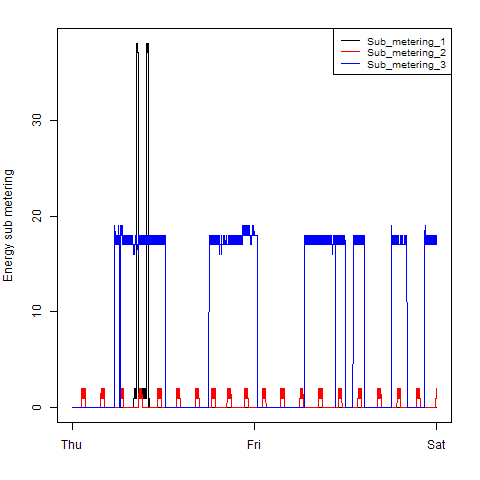 Sub_metering_1
Sub_metering_2
Sub_metering_3
Energy sub metering
30
20
10
0
Thu Fri Sat